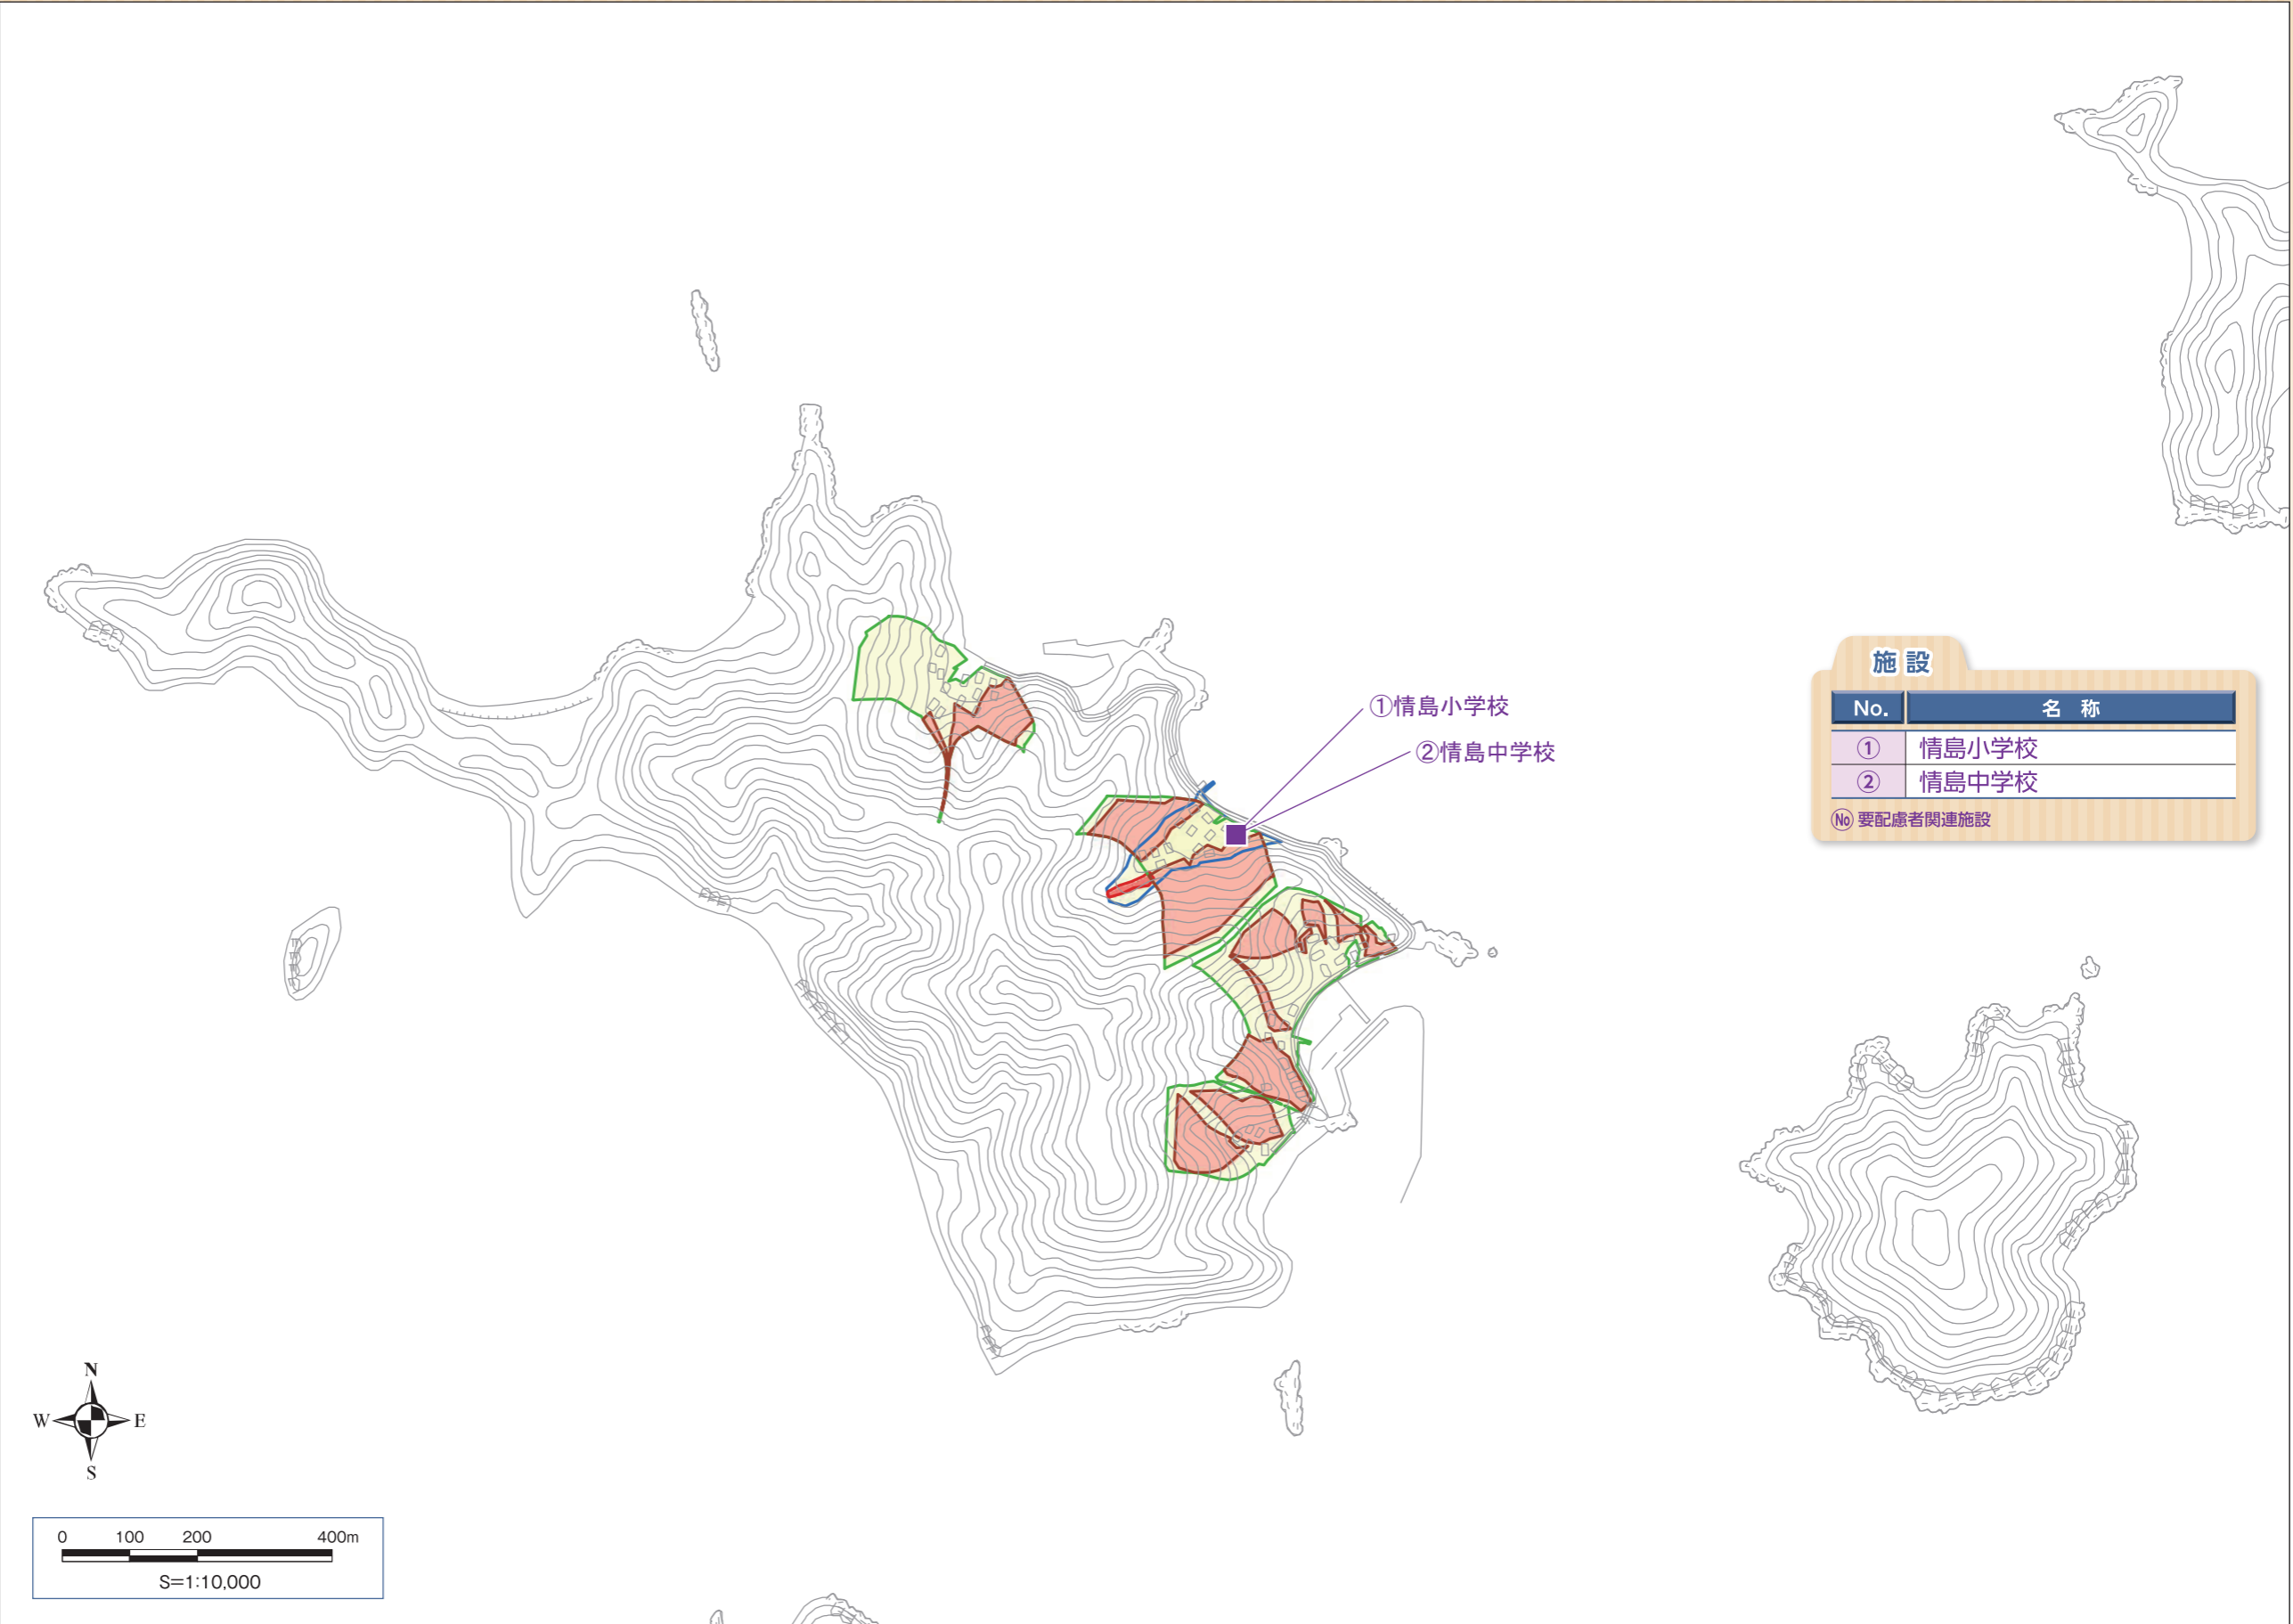 ①情島小学校
②情島中学校
施設
No. 名称
① 情島小学校
② 情島中学校
No 要配慮者関連施設
N
W E
S
0 100 200 400m
S=1:10,000